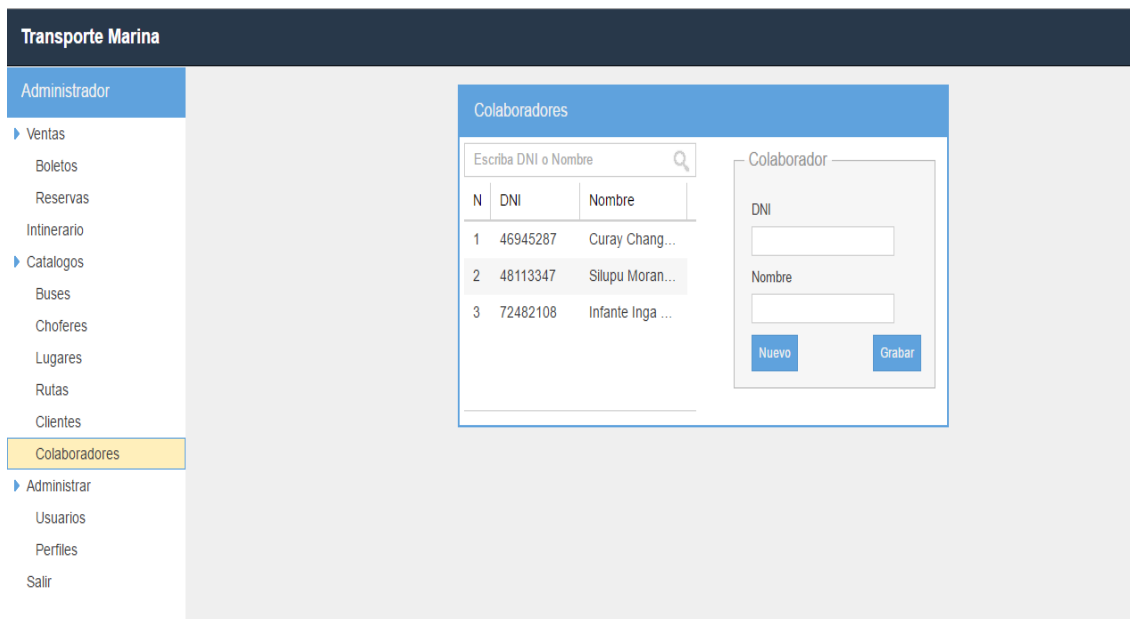 Transporte Marina
Administrador
Ventas
Boletos
Reservas
Intinerario
Catalogos
Buses
Choferes
Lugares
Rutas
Clientes
Colaboradores
Administrar
Usuarios
Perfiles
Salir
Colaboradores
Escriba DNI o Nombre
N DNI Nombre
1 46945287 Curay Chang...
2 48113347 Silupu Moran...
3 72482108 Infante Inga ...
Colaborador
DNI
Nombre
Nuevo Grabar